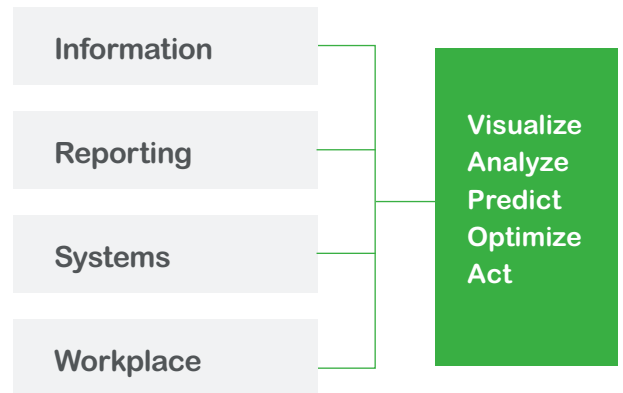 Information
Reporting
Systems
Workplace
Visualize
Analyze
Predict
Optimize
Act